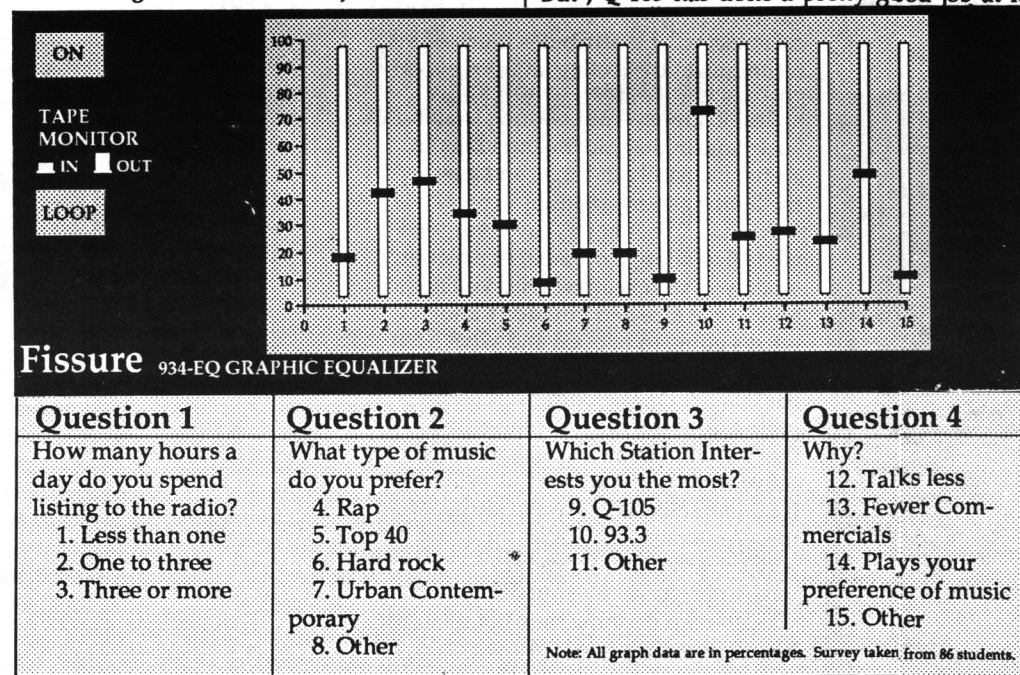 ON
TAPE
MONITOR
IN OUT
LOOP
100
90
80
70
60
50
40
30
20
10
0
0 1 2 3 4 5 6 7 8 9 10 11 12 13 14 15
Fissure 934-EQ GRAPHIC EQUALIZER
Question 1
How many hours a
day do you spend
listing to the radio?
1. Less than one
2. One to three
3. Three or more
Question 2
What type of music
do you prefer?
4. Rap
5. Top 40
6. Hard rock
7. Urban Contem-
porary
8. Other
Question 3
Which Station Inter-
ests you the most?
9. Q-105
10. 93.3
11. Other
Question 4
Why?
12. Talks less
13. Fewer Com-
mercials
14. Plays your
preference of music
15. Other
Note: All graph data are in percentages. Survey taken from 86 students.